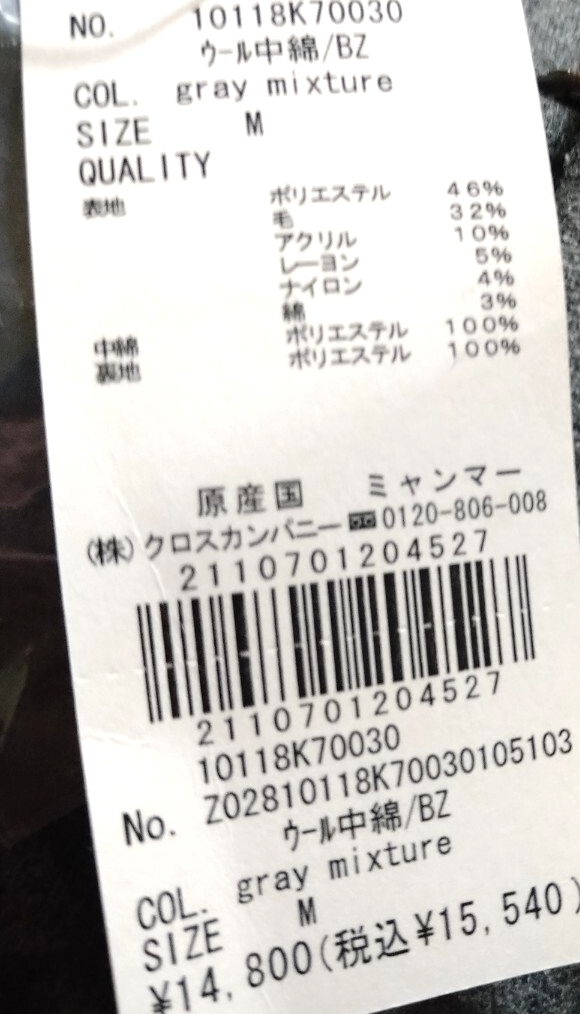 NO. 10118K70030
ｳｰﾙ中綿/BZ
COL. gray mixture
SIZE M
QUALITY
表地 ポリエステル 46%
毛 32%
アクリル 10%
レーヨン 5%
ナイロン 4%
綿 3%
中綿 ポリエステル 100%
裏地 ポリエステル 100%
原産国 ミャンマー
(株)クロスカンパニー 0120-806-008
2110701204527
2110701204527
10118K70030
No. Z02810118K70030105103
ｳｰﾙ中綿/BZ
COL. gray mixture
SIZE M
¥14,800(税込¥15,540)